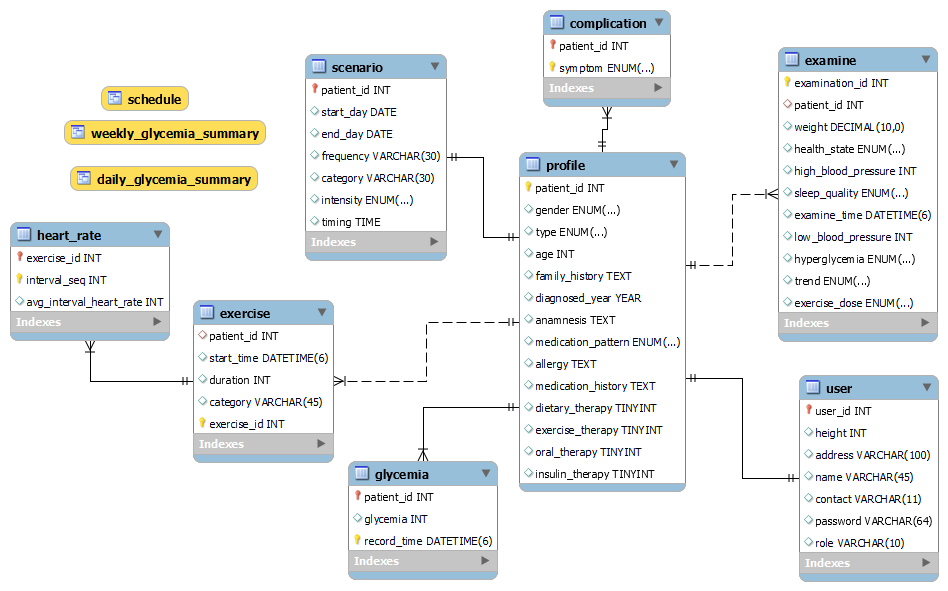 schedule
weekly_glycemia_summary
daily_glycemia_summary
scenario
patient_id INT
start_day DATE
end_day DATE
frequency VARCHAR(30)
category VARCHAR(30)
intensity ENUM(...)
timing TIME
Indexes
complication
patient_id INT
symptom ENUM(...)
Indexes
examine
examination_id INT
patient_id INT
weight DECIMAL(10,0)
health_state ENUM(...)
high_blood_pressure INT
sleep_quality ENUM(...)
examine_time DATETIME(6)
low_blood_pressure INT
hyperglycemia ENUM(...)
trend ENUM(...)
exercise_dose ENUM(...)
Indexes
profile
patient_id INT
gender ENUM(...)
type ENUM(...)
age INT
family_history TEXT
diagnosed_year YEAR
anamnesis TEXT
medication_pattern ENUM(...)
allergy TEXT
medication_history TEXT
dietary_therapy TINYINT
exercise_therapy TINYINT
oral_therapy TINYINT
insulin_therapy TINYINT
heart_rate
exercise_id INT
interval_seq INT
avg_interval_heart_rate INT
Indexes
exercise
patient_id INT
start_time DATETIME(6)
duration INT
category VARCHAR(45)
exercise_id INT
Indexes
glycemia
patient_id INT
glycemia INT
record_time DATETIME(6)
Indexes
user
user_id INT
height INT
address VARCHAR(100)
name VARCHAR(45)
contact VARCHAR(11)
password VARCHAR(64)
role VARCHAR(10)
Indexes